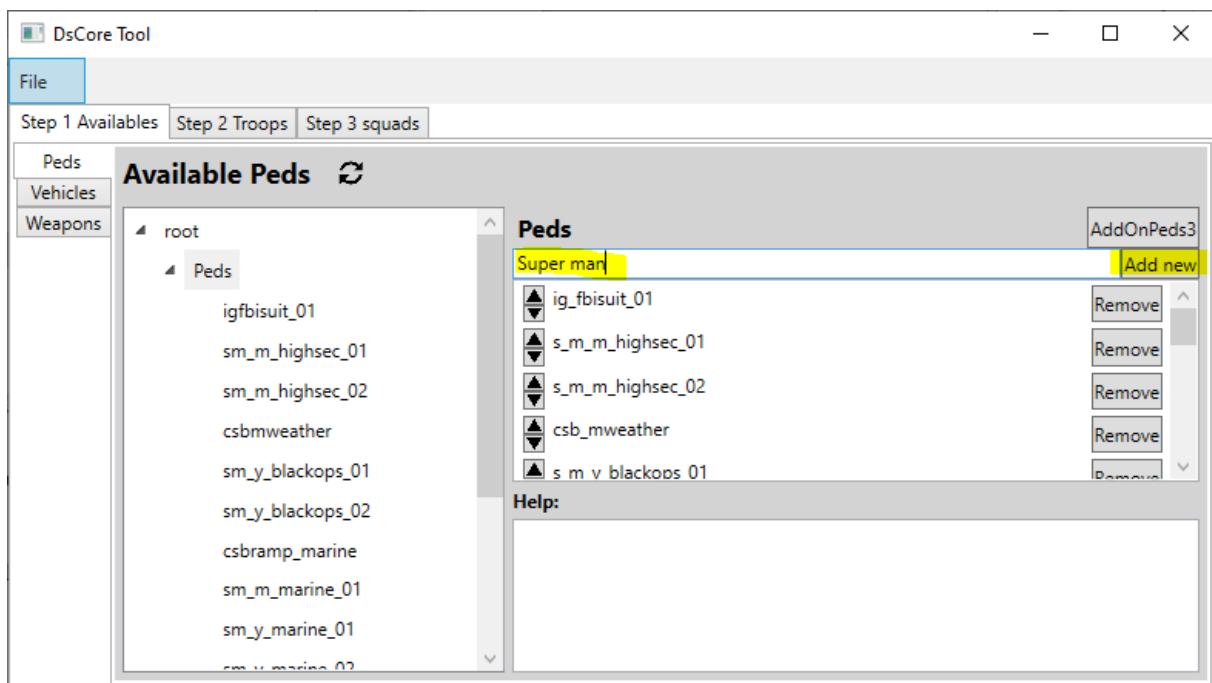 DsCore Tool
File
Step 1 Availables
Step 2 Troops
Step 3 squads
Peds
Vehicles
Weapons
Available Peds
root
Peds
igfbisuit_01
sm_m_highsec_01
sm_m_highsec_02
csbmweather
sm_y_blackops_01
sm_y_blackops_02
csbramp_marine
sm_m_marine_01
sm_y_marine_01
sm_y_marine_02
Peds
AddOnPeds3
Super man
Add new
ig_fbisuit_01
Remove
s_m_m_highsec_01
Remove
s_m_m_highsec_02
Remove
csb_mweather
Remove
s_m_y_blackops_01
Remove
Help: